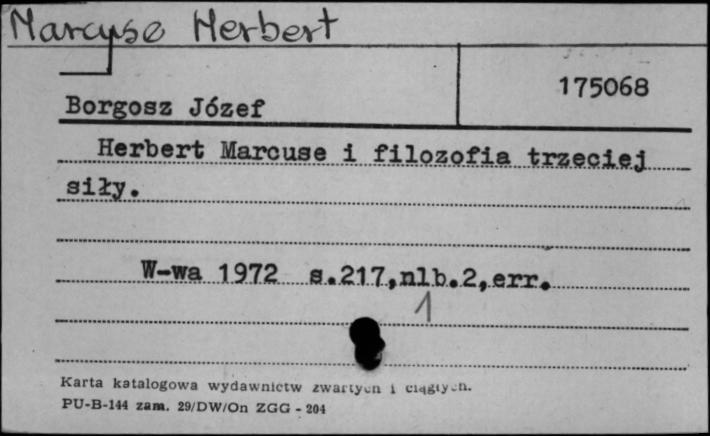 Marcuse Herbert
175068
Borgosz Józef
Herbert Marcuse i filozofia trzeciej
siły.
W-wa 1972 s.217,nlb.2,err.
1
Karta katalogowa wydawnictw zwartych i ciągłych.
PU-B-144 zam. 29/DW/On ZGG - 204